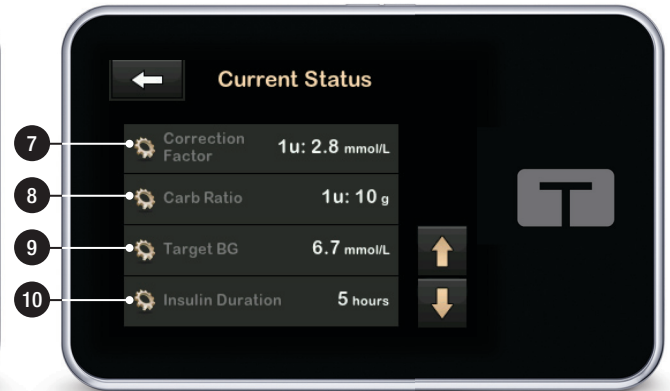 Current Status
7
Correction Factor 1u: 2.8 mmol/L
8
Carb Ratio 1u: 10 g
9
Target BG 6.7 mmol/L
10
Insulin Duration 5 hours